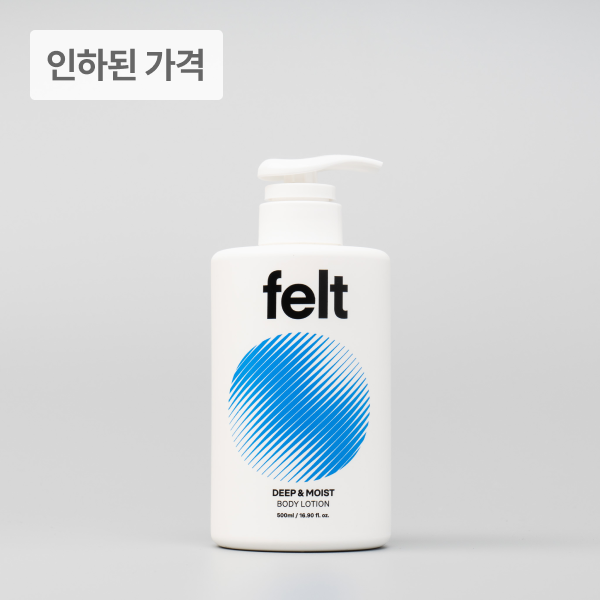 인하된 가격
felt
DEEP & MOIST
BODY LOTION
500ml / 16.90 fl. oz.